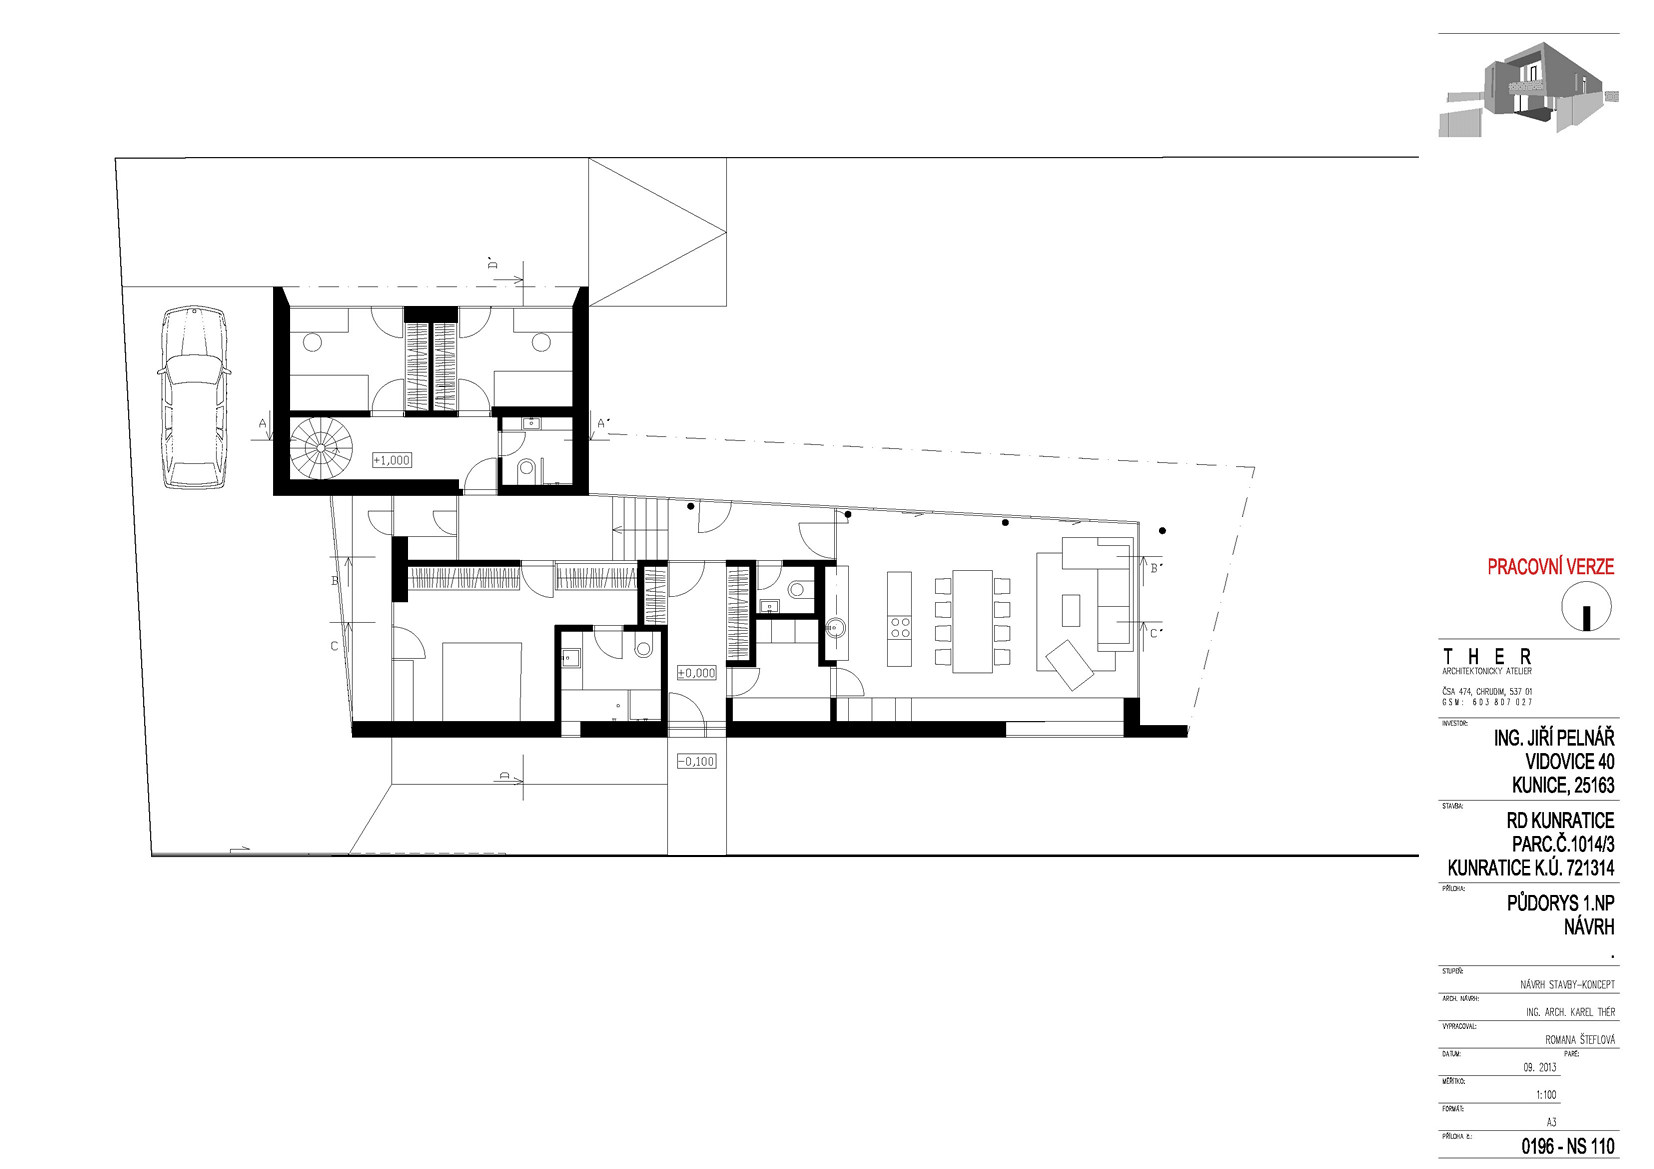 D'
A
A'
+1,000
B
B'
C
C'
±0,000
-0,100
D
PRACOVNÍ VERZE
T H E R
ARCHITEKTONICKÝ ATELIER
ČSA 474, CHRUDIM, 537 01
GSM: 603 807 027
INVESTOR:
ING. JIŘÍ PELNÁŘ
VIDOVICE 40
KUNICE, 25163
STAVBA:
RD KUNRATICE
PARC.Č.1014/3
KUNRATICE K.Ú. 721314
PŘÍLOHA:
PŮDORYS 1.NP
NÁVRH
.
STUPEŇ:
NÁVRH STAVBY-KONCEPT
ARCH. NÁVRH:
ING. ARCH. KAREL THÉR
VYPRACOVAL:
ROMANA ŠTEFLOVÁ
DATUM: PARÉ:
09. 2013
MĚŘÍTKO:
1:100
FORMÁT:
A3
PŘÍLOHA Č.:
0196 - NS 110